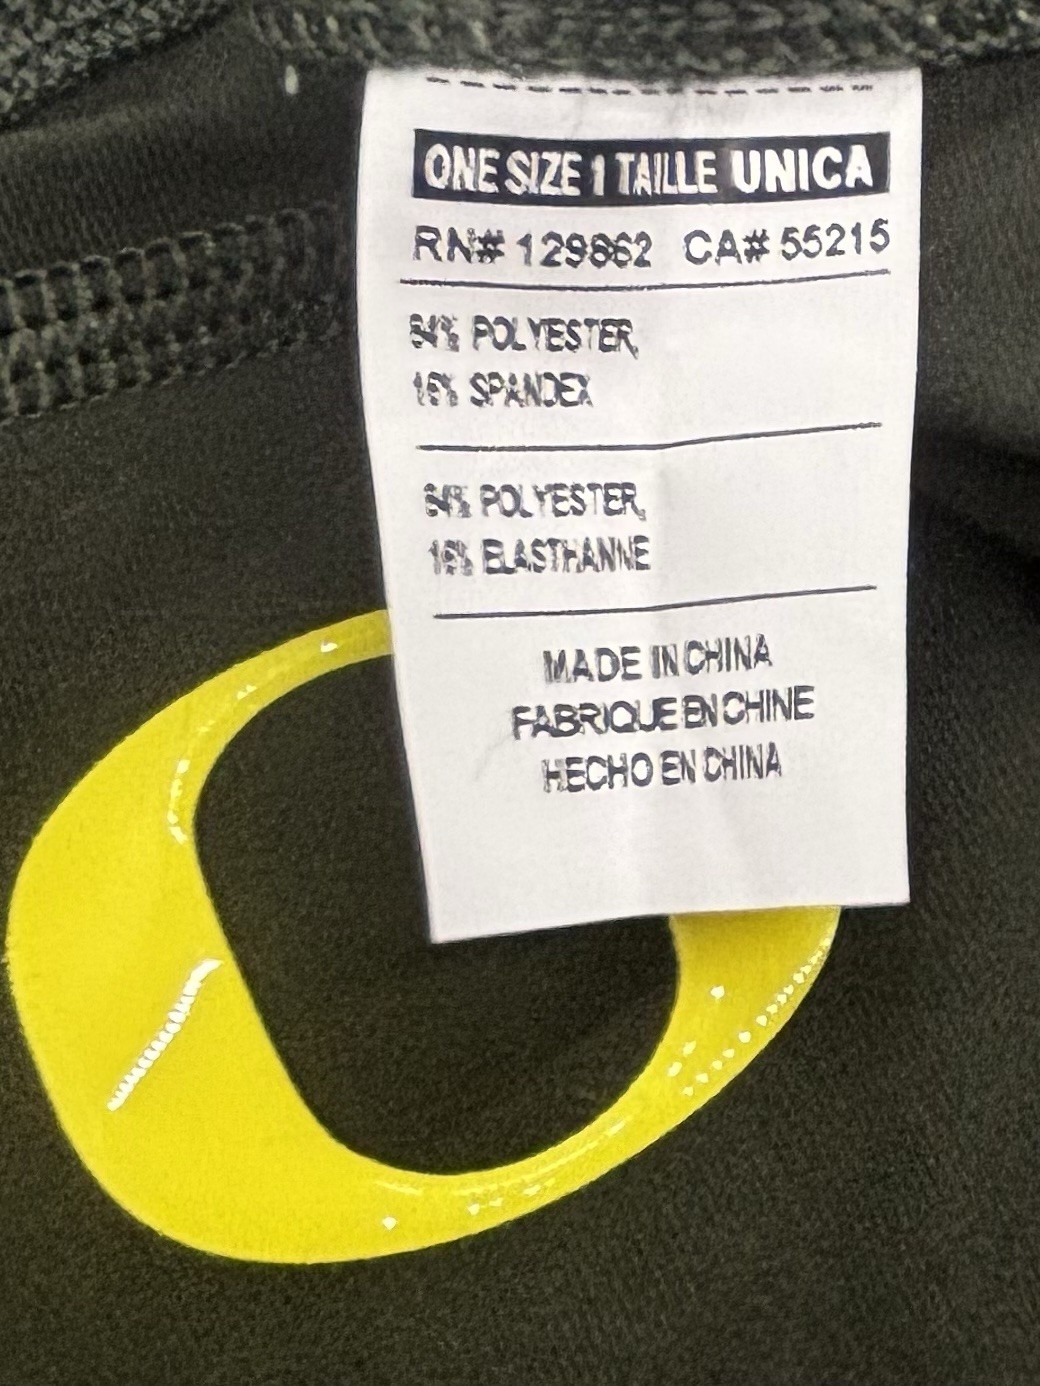 ONE SIZE 1 TAILLE UNICA
RN# 129862 CA# 55215
84% POLYESTER,
16% SPANDEX
84% POLYESTER,
16% ELASTHANNE
MADE IN CHINA
FABRIQUE EN CHINE
HECHO EN CHINA